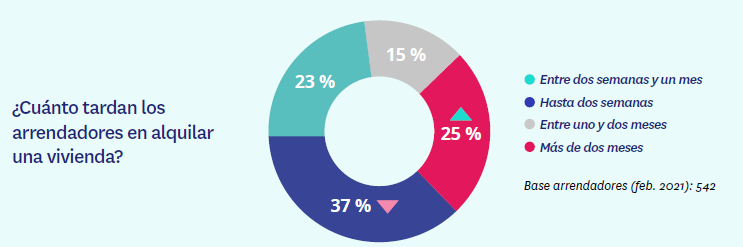 ¿Cuánto tardan los
arrendadores en alquilar
una vivienda?
23 %
15 %
25 %
37 %
Entre dos semanas y un mes
Hasta dos semanas
Entre uno y dos meses
Más de dos meses
Base arrendadores (feb. 2021): 542